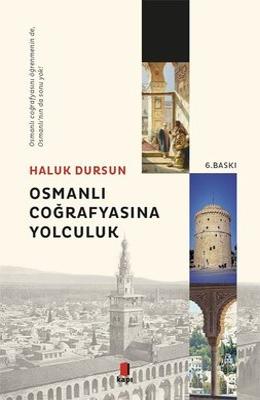 Osmanlı coğrafyasını öğrenmenin de,
Osmanlı'nın da sonu yok!
6.BASKI
HALUK DURSUN
OSMANLI
COĞRAFYASINA
YOLCULUK
kapı